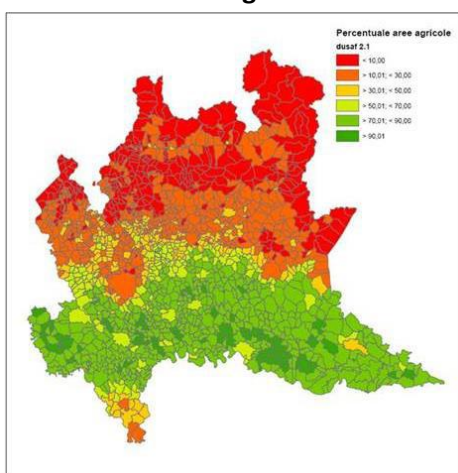 Percentuale aree agricole
dusaf 2.1
< 10,00
> 10,01; < 30,00
> 30,01; < 50,00
> 50,01; < 70,00
> 70,01; < 90,00
> 90,01